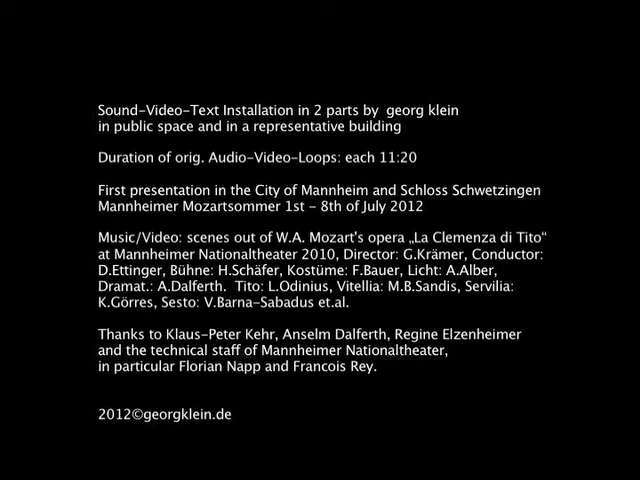 Sound-Video-Text Installation in 2 parts by  georg klein
in public space and in a representative building
Duration of orig. Audio-Video-Loops: each 11:20
First presentation in the City of Mannheim and Schloss Schwetzingen
Mannheimer Mozartsommer 1st - 8th of July 2012
Music/Video: scenes out of W.A. Mozart's opera „La Clemenza di Tito“
at Mannheimer Nationaltheater 2010, Director: G.Krämer, Conductor:
D.Ettinger, Bühne: H.Schäfer, Kostüme: F.Bauer, Licht: A.Alber,
Dramat.: A.Dalferth.  Tito: L.Odinius, Vitellia: M.B.Sandis, Servilia:
K.Görres, Sesto: V.Barna-Sabadus et.al.
Thanks to Klaus-Peter Kehr, Anselm Dalferth, Regine Elzenheimer
and the technical staff of Mannheimer Nationaltheater,
in particular Florian Napp and Francois Rey.
2012©georgklein.de